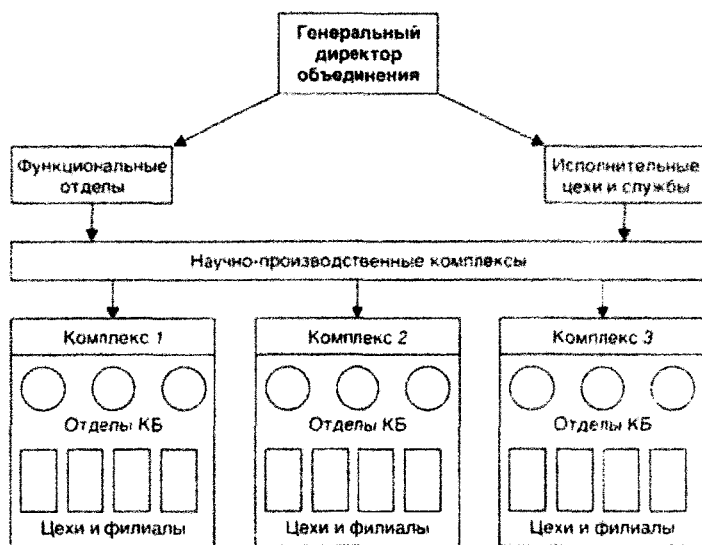 Генеральный
директор
объединения
Функциональные
отделы
Исполнительные
цехи и службы
Научно-производственные комплексы
Комплекс 1
Комплекс 2
Комплекс 3
Отделы КБ
Отделы КБ
Отделы КБ
Цехи и филиалы
Цехи и филиалы
Цехи и филиалы